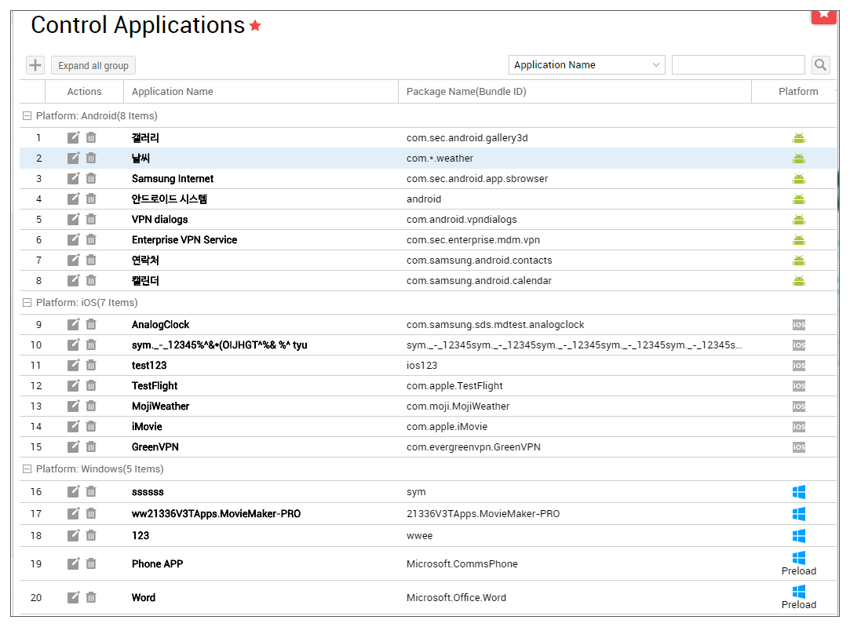 Control Applications
Expand all group
Application Name
Actions Application Name Package Name(Bundle ID) Platform
Platform: Android(8 Items)
1 갤러리 com.sec.android.gallery3d
2 날씨 com.*.weather
3 Samsung Internet com.sec.android.app.sbrowser
4 안드로이드 시스템 android
5 VPN dialogs com.android.vpndialogs
6 Enterprise VPN Service com.sec.enterprise.mdm.vpn
7 연락처 com.samsung.android.contacts
8 캘린더 com.samsung.android.calendar
Platform: iOS(7 Items)
9 AnalogClock com.samsung.sds.mdtest.analogclock iOS
10 sym._-_12345%^&*(OIJHGT^%& %^ tyu sym._-_12345sym._-_12345sym._-_12345sym._-_12345sym._-_12345s... iOS
11 test123 ios123 iOS
12 TestFlight com.apple.TestFlight iOS
13 MojiWeather com.moji.MojiWeather iOS
14 iMovie com.apple.iMovie iOS
15 GreenVPN com.evergreenvpn.GreenVPN iOS
Platform: Windows(5 Items)
16 ssssss sym
17 ww21336V3TApps.MovieMaker-PRO 21336V3TApps.MovieMaker-PRO
18 123 wwee
19 Phone APP Microsoft.CommsPhone Preload
20 Word Microsoft.Office.Word Preload